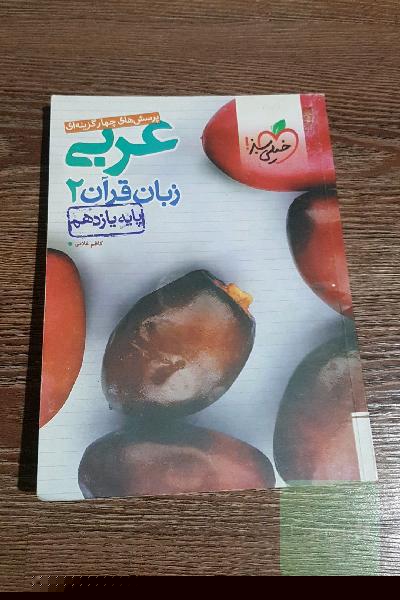 پرسش‌های چهارگزینه‌ای
عربی
زبان قرآن ۲
پایه یازدهم
کاظم غلامی
خیلی سبز!